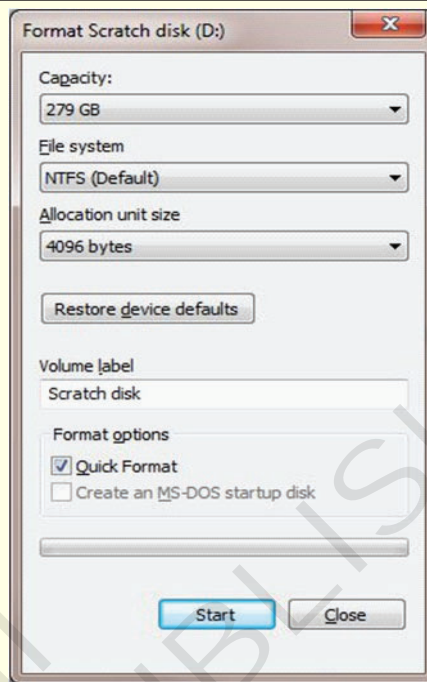 Format Scratch disk (D:)
Capacity:
279 GB
File system
NTFS (Default)
Allocation unit size
4096 bytes
Restore device defaults
Volume label
Scratch disk
Format options
Quick Format
Create an MS-DOS startup disk
Start
Close